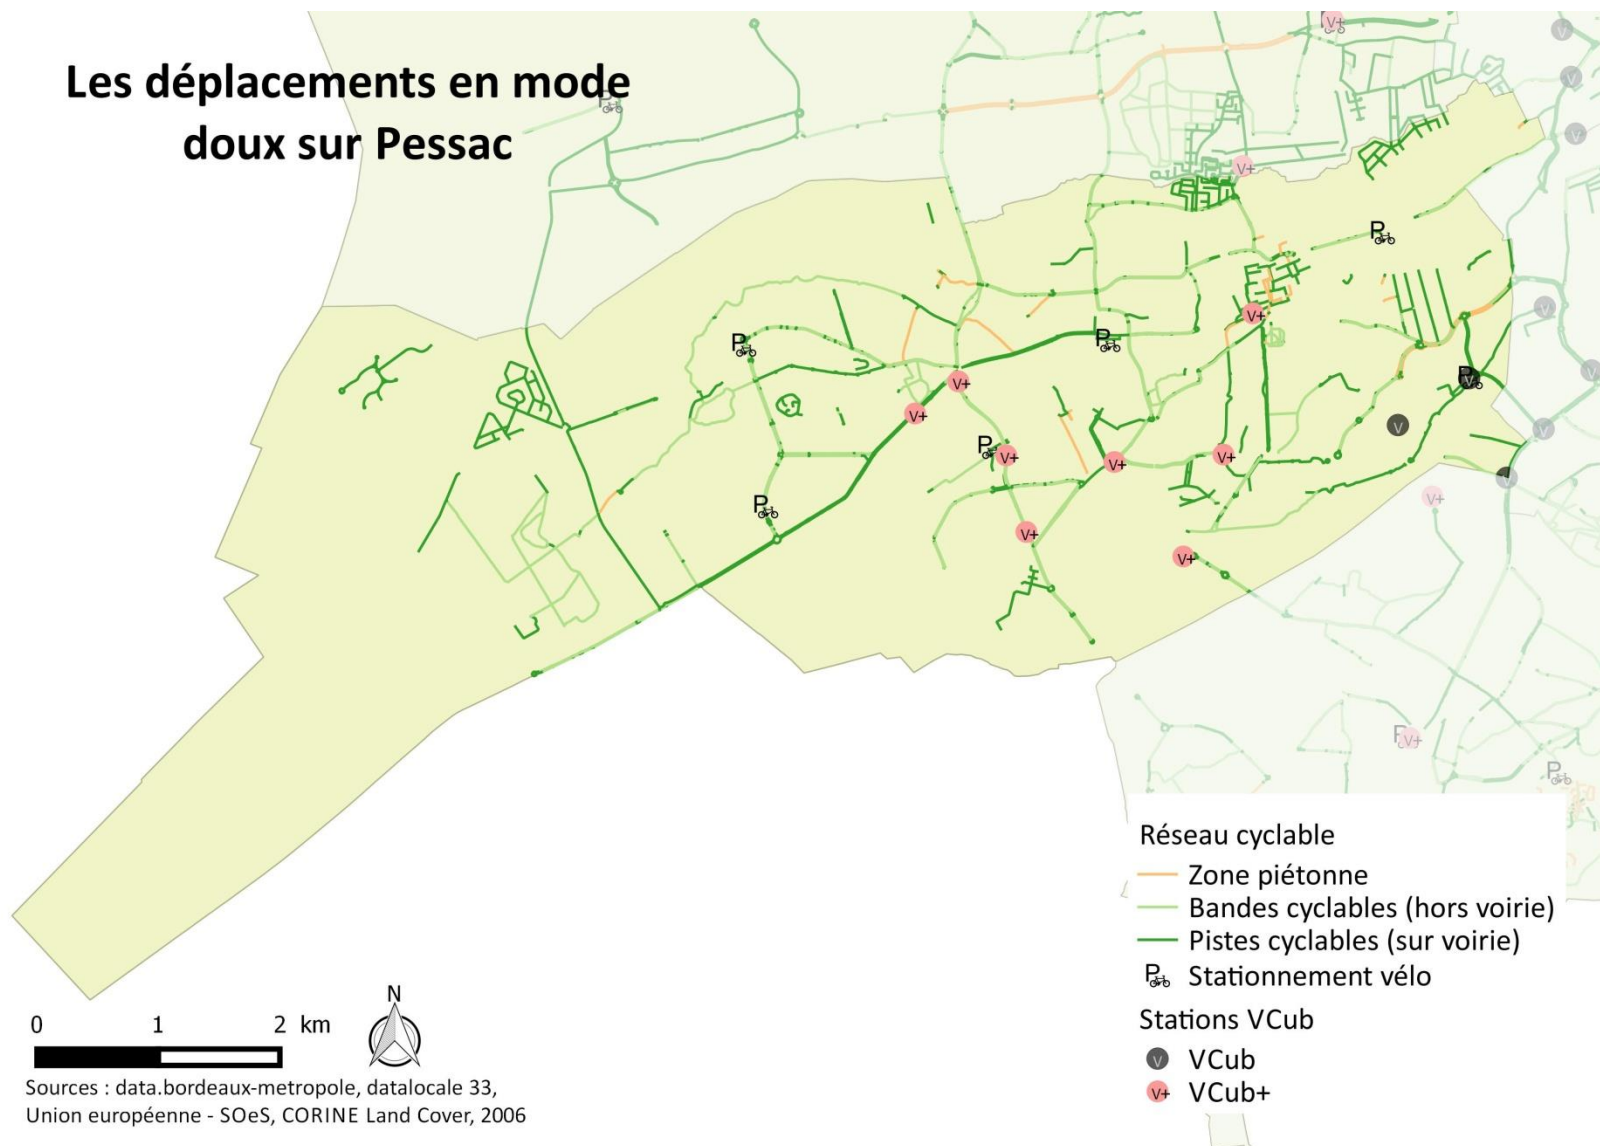 Les déplacements en mode
doux sur Pessac
V+
V
V
P
V
V+
P
V+
P
P
V
V+
V
V+
P
V
V+
V
V
P
V+
V+
V+
V+
P
V+
V+
P
V+
P
Réseau cyclable
Zone piétonne
Bandes cyclables (hors voirie)
Pistes cyclables (sur voirie)
P Stationnement vélo
Stations VCub
V VCub
V+ VCub+
N
0 1 2 km
Sources : data.bordeaux-metropole, datalocale 33,
Union européenne - SOeS, CORINE Land Cover, 2006